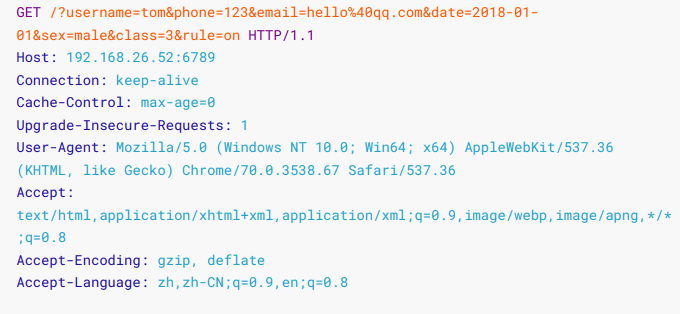 GET /?username=tom&phone=123&email=hello%40qq.com&date=2018-01-
01&sex=male&class=3&rule=on HTTP/1.1
Host: 192.168.26.52:6789
Connection: keep-alive
Cache-Control: max-age=0
Upgrade-Insecure-Requests: 1
User-Agent: Mozilla/5.0 (Windows NT 10.0; Win64; x64) AppleWebKit/537.36
(KHTML, like Gecko) Chrome/70.0.3538.67 Safari/537.36
Accept:
text/html,application/xhtml+xml,application/xml;q=0.9,image/webp,image/apng,*/*
;q=0.8
Accept-Encoding: gzip, deflate
Accept-Language: zh,zh-CN;q=0.9,en;q=0.8